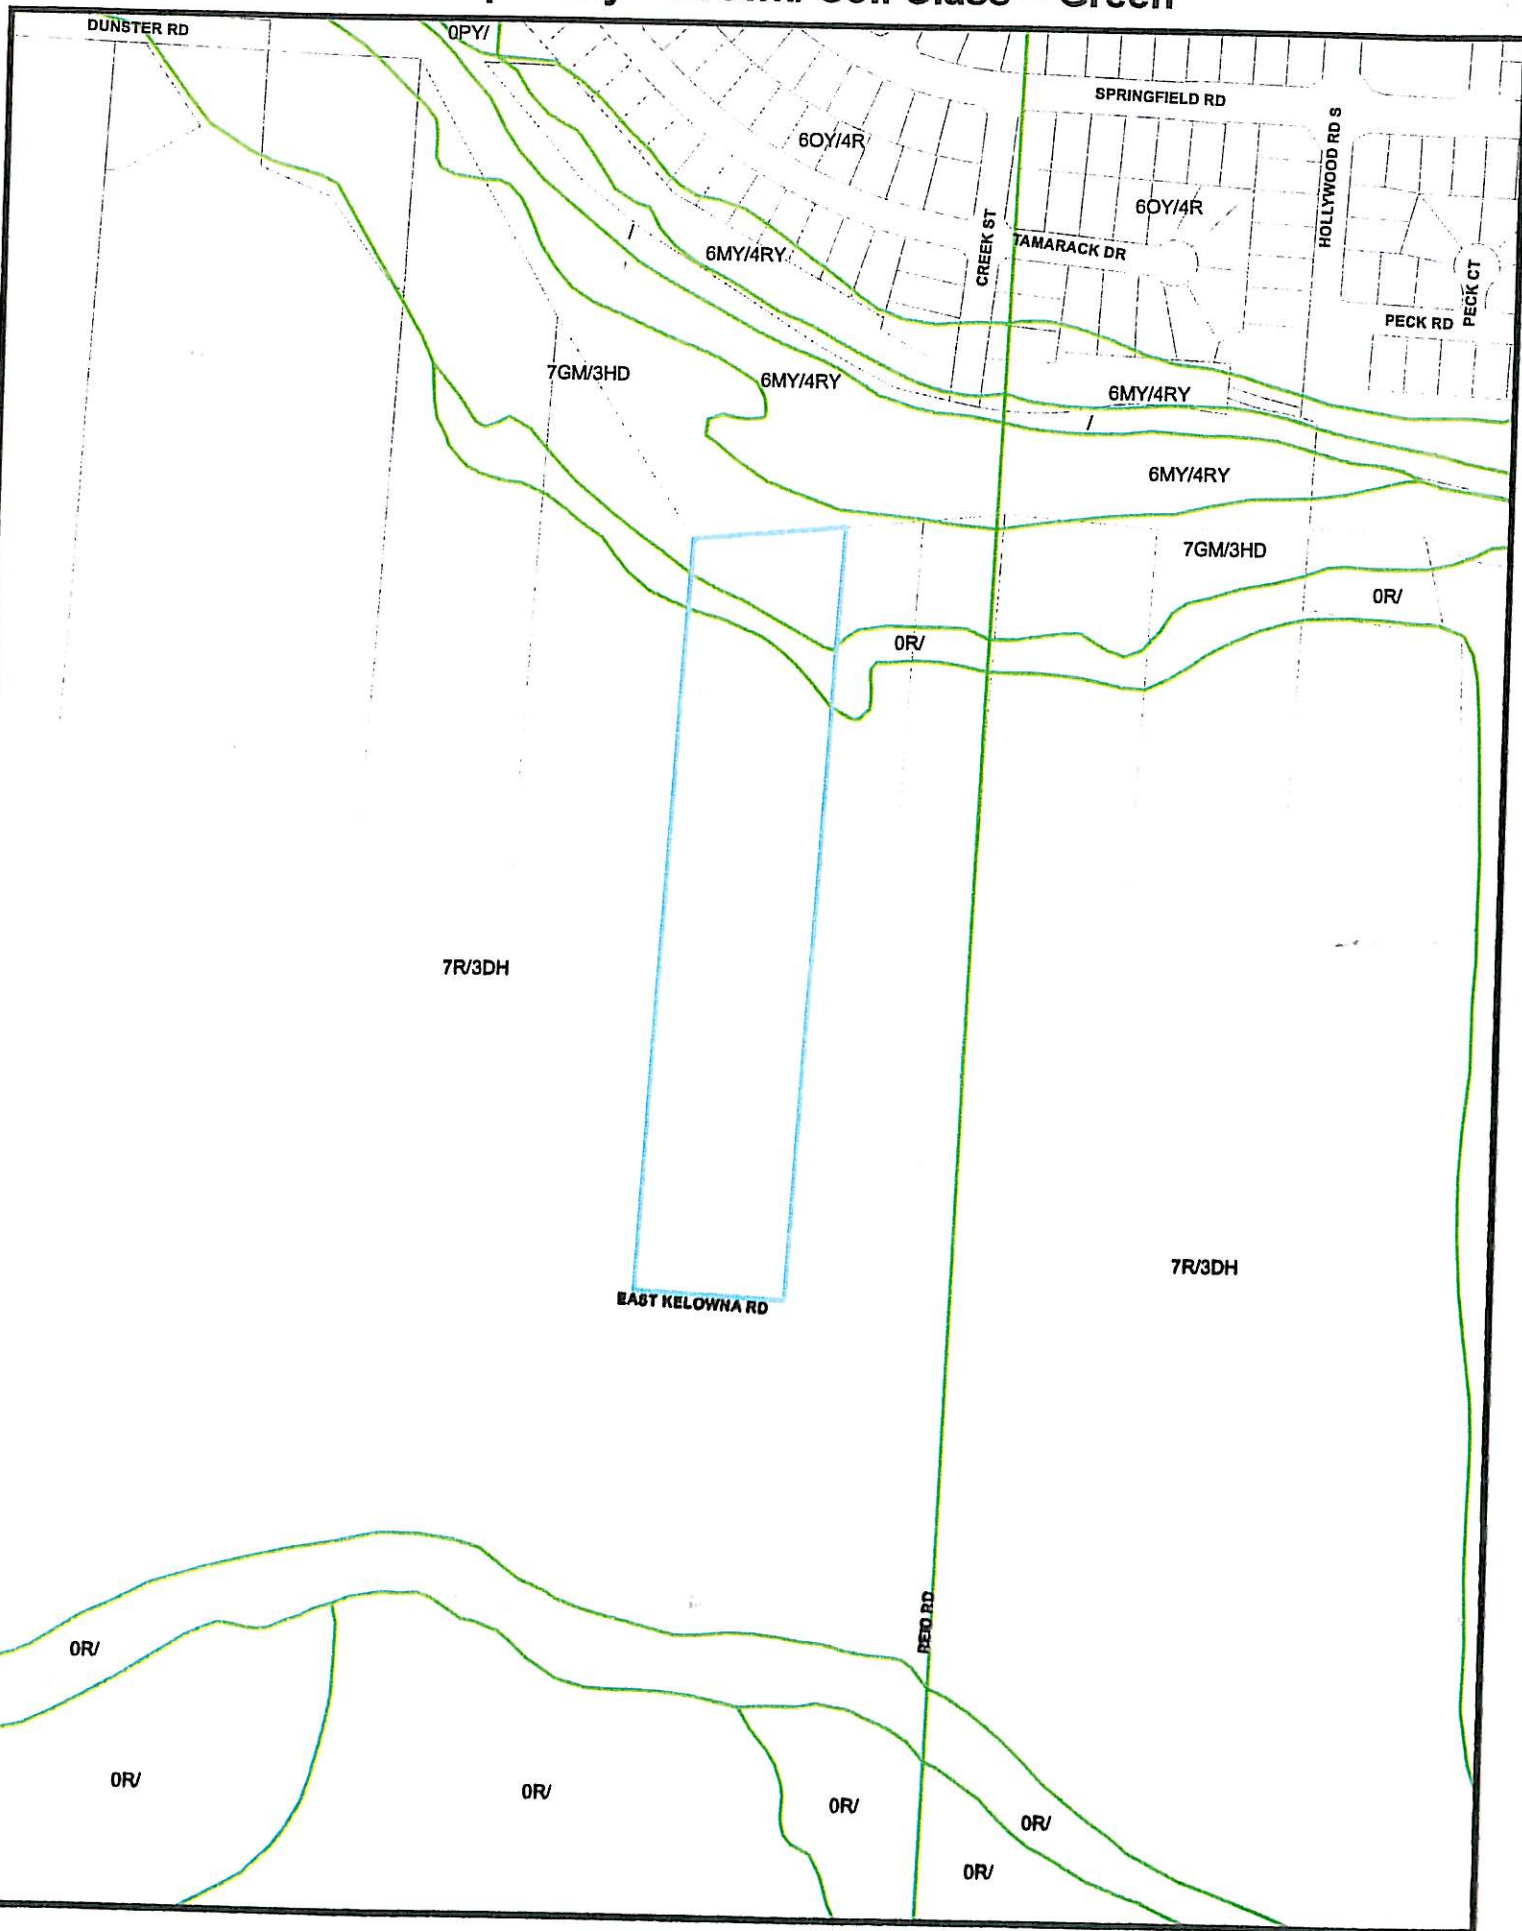 Green
DUNSTER RD
0PY/
SPRINGFIELD RD
6OY/4R
HOLLYWOOD RD S
6OY/4R
CREEK ST
TAMARACK DR
6MY/4RY
PECK CT
PECK RD
7GM/3HD
6MY/4RY
6MY/4RY
6MY/4RY
7GM/3HD
0R/
0R/
7R/3DH
7R/3DH
EAST KELOWNA RD
REID RD
0R/
0R/
0R/
0R/
0R/
0R/